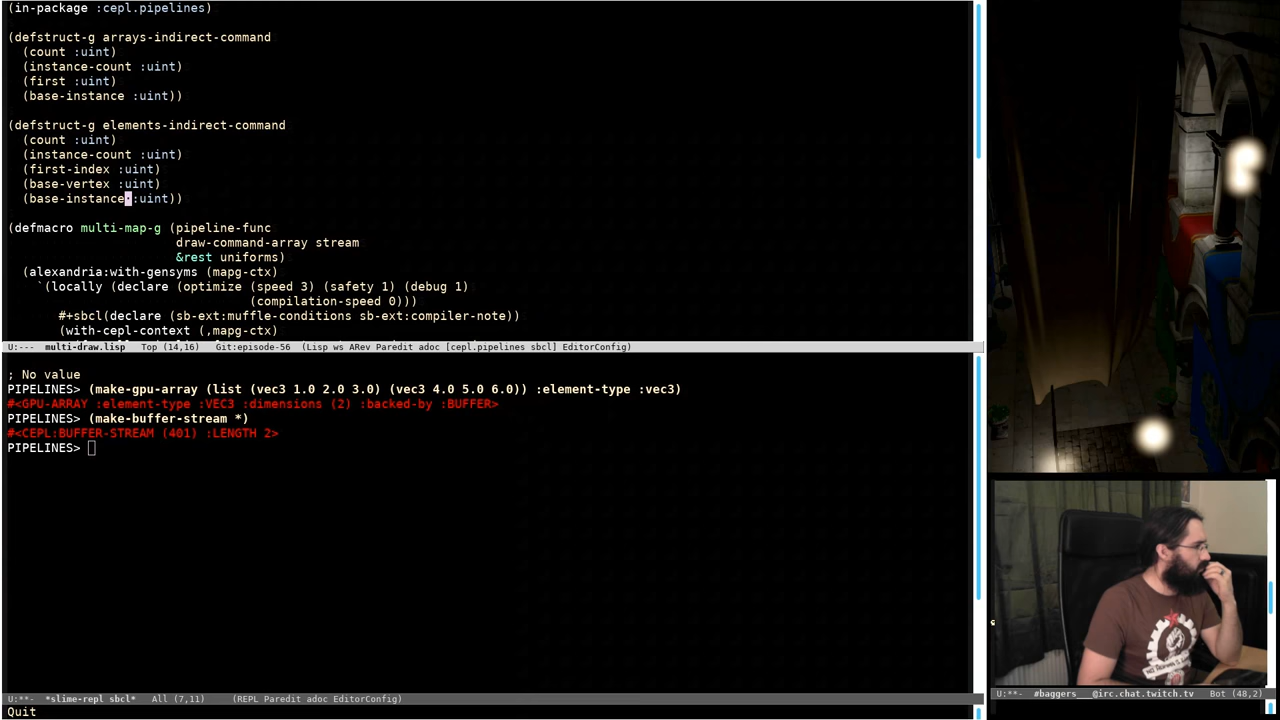 (in-package :cepl.pipelines)
(defstruct-g arrays-indirect-command
(count :uint)
(instance-count :uint)
(first :uint)
(base-instance :uint))
(defstruct-g elements-indirect-command
(count :uint)
(instance-count :uint)
(first-index :uint)
(base-vertex :uint)
(base-instance :uint))
(defmacro multi-map-g (pipeline-func
draw-command-array stream
&rest uniforms)
(alexandria:with-gensyms (mapg-ctx)
`(locally (declare (optimize (speed 3) (safety 1) (debug 1)
(compilation-speed 0)))
#+sbcl(declare (sb-ext:muffle-conditions sb-ext:compiler-note))
(with-cepl-context (,mapg-ctx)
U:--- multi-draw.lisp Top (14,16) Git:episode-56 (Lisp ws ARev Paredit adoc [cepl.pipelines sbcl] EditorConfig)
; No value
PIPELINES> (make-gpu-array (list (vec3 1.0 2.0 3.0) (vec3 4.0 5.0 6.0)) :element-type :vec3)
#<GPU-ARRAY :element-type :VEC3 :dimensions (2) :backed-by :BUFFER>
PIPELINES> (make-buffer-stream *)
#<CEPL:BUFFER-STREAM (401) :LENGTH 2>
PIPELINES>
U:**- *slime-repl sbcl* All (7,11) (REPL Paredit adoc EditorConfig)
Quit
U:**- #baggers___@irc.chat.twitch.tv Bot (48,2)